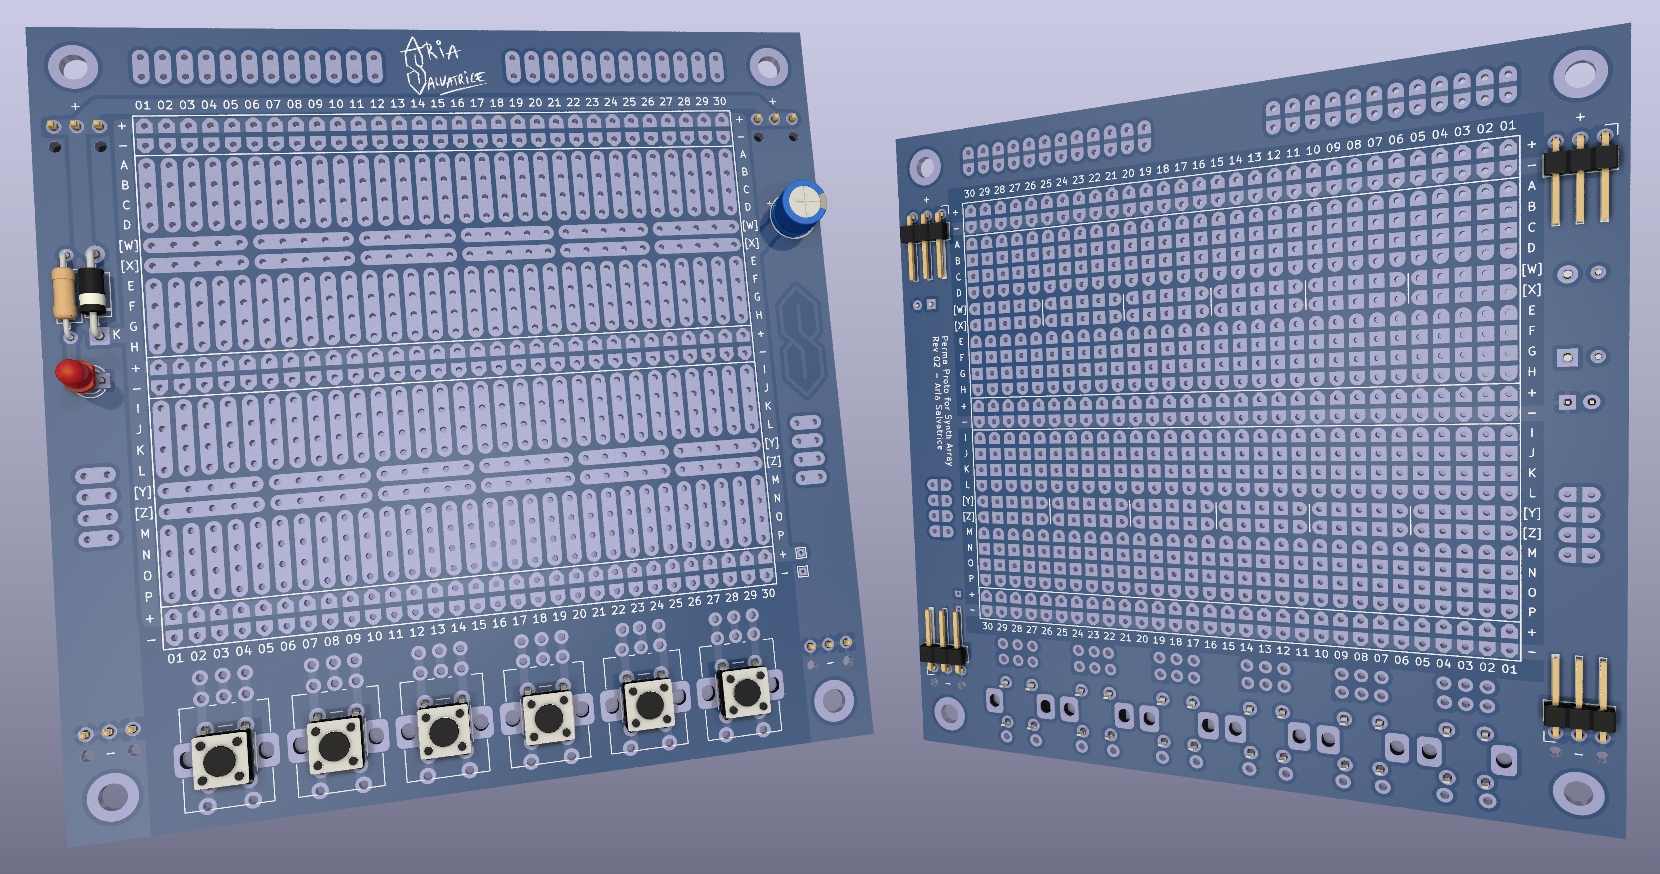 ARiA
SALVATRICE
+ +
01 02 03 04 05 06 07 08 09 10 11 12 13 14 15 16 17 18 19 20 21 22 23 24 25 26 27 28 29 30
+ +
- -
A A
B B
C C
D D
[W] [W]
[X] [X]
E E
F F
G G
H H
+ +
- -
I I
J J
K K
L L
[Y] [Y]
[Z] [Z]
M M
N N
O O
P P
+ +
- -
K
+
01 02 03 04 05 06 07 08 09 10 11 12 13 14 15 16 17 18 19 20 21 22 23 24 25 26 27 28 29 30
- -
+ +
30 29 28 27 26 25 24 23 22 21 20 19 18 17 16 15 14 13 12 11 10 09 08 07 06 05 04 03 02 01
+ +
- -
A A
B B
C C
D D
[W] [W]
[X] [X]
E E
F F
G G
H H
+ +
- -
I I
J J
K K
L L
[Y] [Y]
[Z] [Z]
M M
N N
O O
P P
+ +
- -
30 29 28 27 26 25 24 23 22 21 20 19 18 17 16 15 14 13 12 11 10 09 08 07 06 05 04 03 02 01
- -
Perma Proto for Synth Array
Rev 02 - Aria Salvatrice